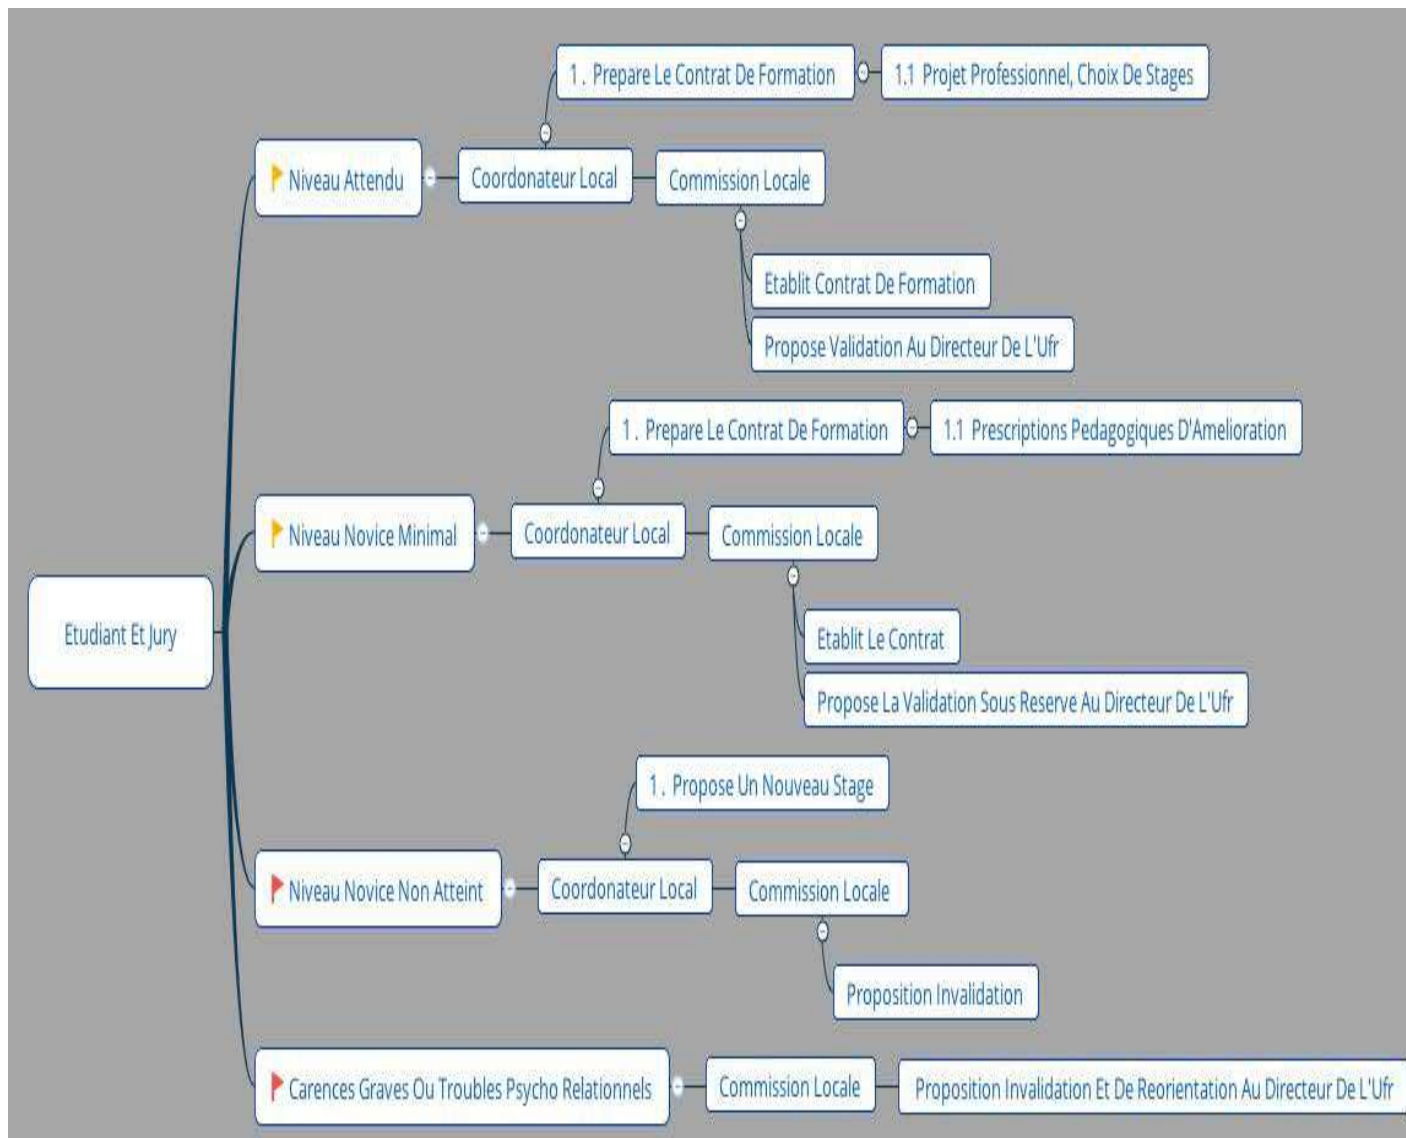 1 . Prepare Le Contrat De Formation
1.1 Projet Professionnel, Choix De Stages
Niveau Attendu
Coordonateur Local
Commission Locale
Etablit Contrat De Formation
Propose Validation Au Directeur De L'Ufr
1 . Prepare Le Contrat De Formation
1.1 Prescriptions Pedagogiques D'Amelioration
Niveau Novice Minimal
Coordonateur Local
Commission Locale
Etudiant Et Jury
Etablit Le Contrat
Propose La Validation Sous Reserve Au Directeur De L'Ufr
1 . Propose Un Nouveau Stage
Niveau Novice Non Atteint
Coordonateur Local
Commission Locale
Proposition Invalidation
Carences Graves Ou Troubles Psycho Relationnels
Commission Locale
Proposition Invalidation Et De Reorientation Au Directeur De L'Ufr